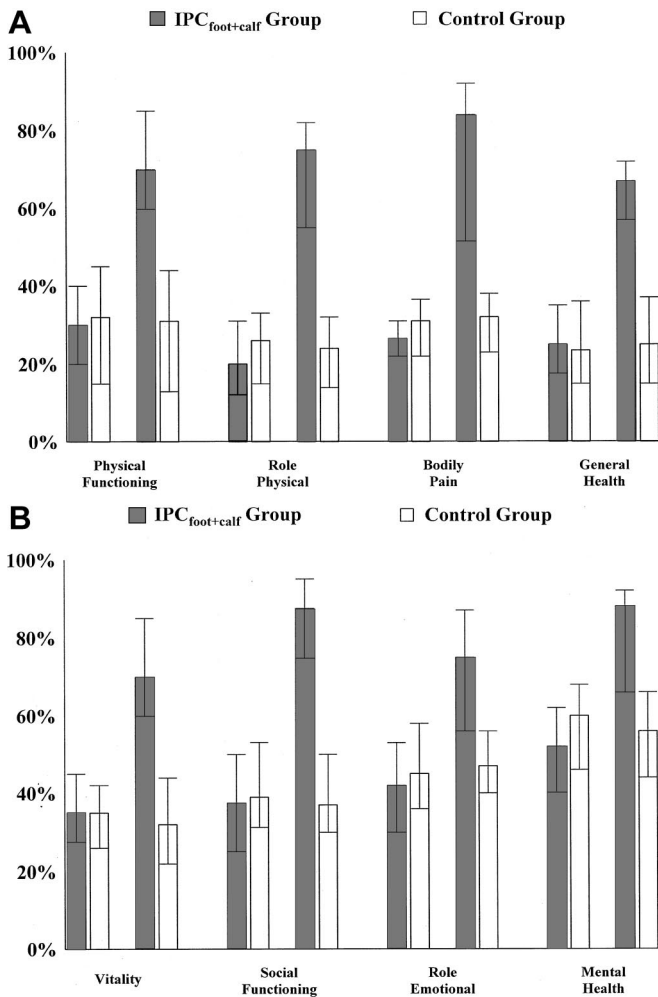 A
IPCfoot+calf Group
Control Group
100%
80%
60%
40%
20%
0%
Physical
Functioning
Role
Physical
Bodily
Pain
General
Health
B
IPCfoot+calf Group
Control Group
100%
80%
60%
40%
20%
0%
Vitality
Social
Functioning
Role
Emotional
Mental
Health